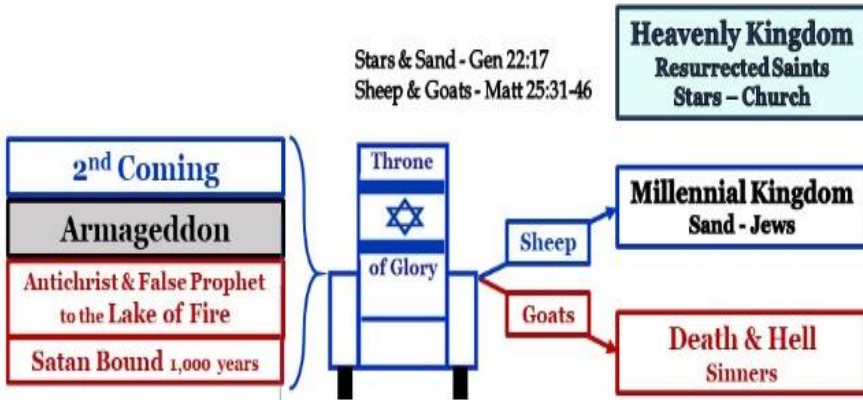 Stars & Sand - Gen 22:17
Sheep & Goats - Matt 25:31-46
Heavenly Kingdom
Resurrected Saints
Stars – Church
2nd Coming
Armageddon
Antichrist & False Prophet
to the Lake of Fire
Satan Bound 1,000 years
Throne
of Glory
Sheep
Goats
Millennial Kingdom
Sand - Jews
Death & Hell
Sinners